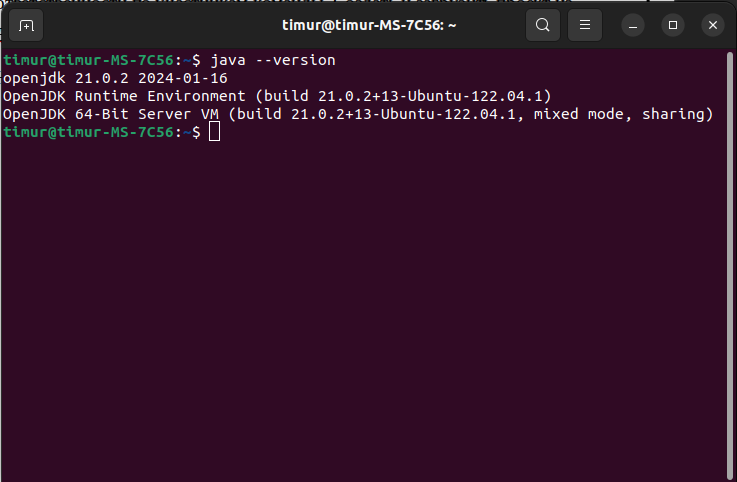 timur@timur-MS-7C56: ~
timur@timur-MS-7C56:~$ java --version
openjdk 21.0.2 2024-01-16
OpenJDK Runtime Environment (build 21.0.2+13-Ubuntu-122.04.1)
OpenJDK 64-Bit Server VM (build 21.0.2+13-Ubuntu-122.04.1, mixed mode, sharing)
timur@timur-MS-7C56:~$